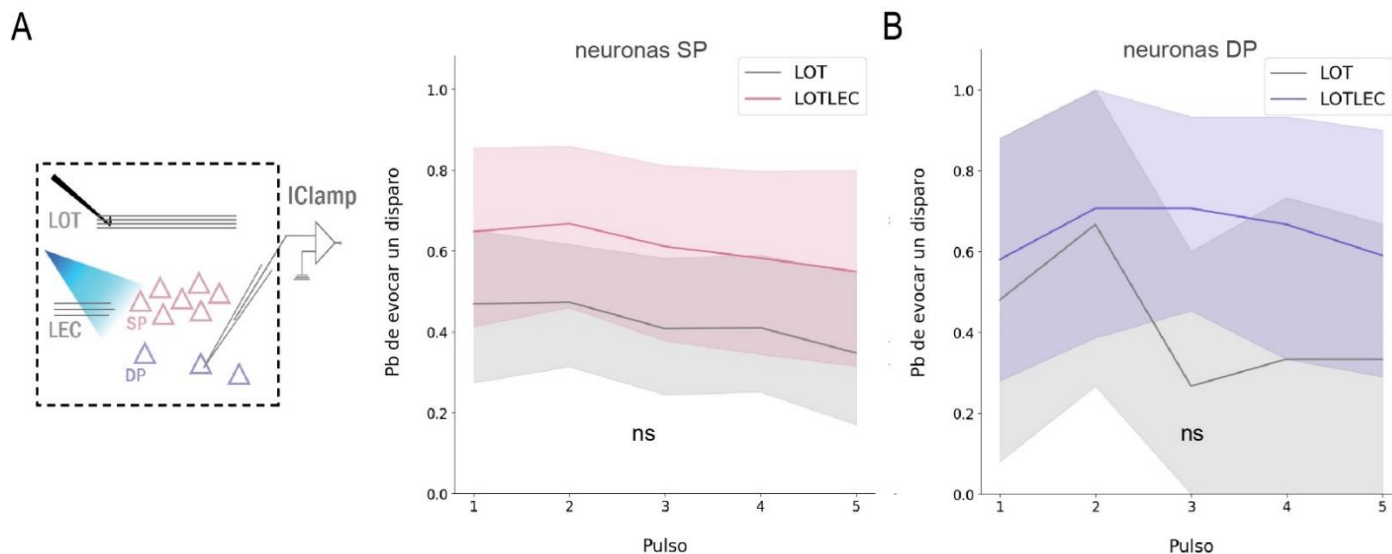 A
LOT
LEC
SP
DP
IClamp
neuronas SP
LOT
LOTLEC
Pb de evocar un disparo
1.0
0.8
0.6
0.4
0.2
0.0
ns
1 2 3 4 5
Pulso
B
neuronas DP
LOT
LOTLEC
Pb de evocar un disparo
1.0
0.8
0.6
0.4
0.2
0.0
ns
1 2 3 4 5
Pulso